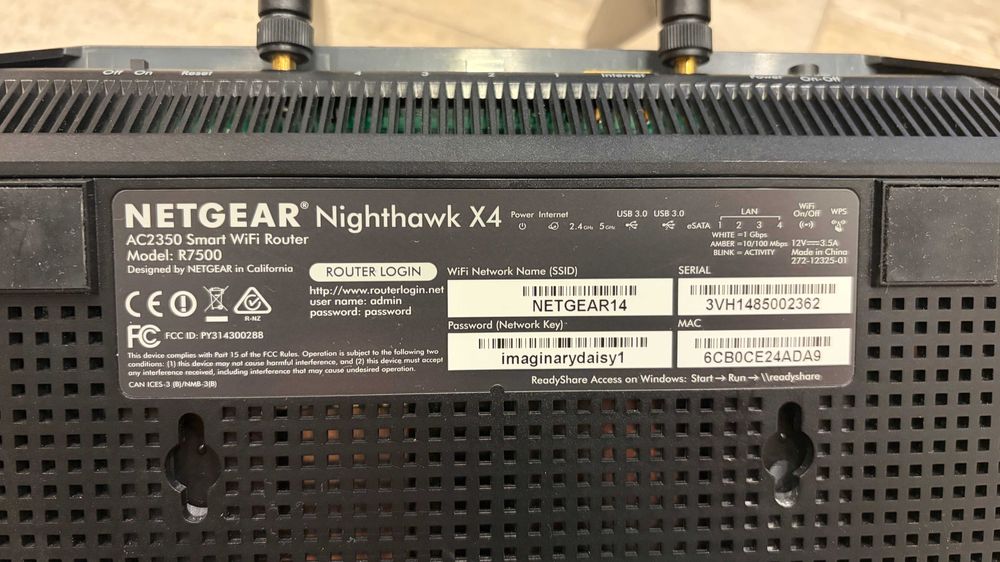 Off On Reset 4 3 2 1 Internet Power On-Off
NETGEAR® Nighthawk X4
AC2350 Smart WiFi Router
Model: R7500
Designed by NETGEAR in California
Power Internet
2.4 GHz 5 GHz
USB 3.0 USB 3.0
eSATA
LAN
1 2 3 4
WHITE =1 Gbps
AMBER =10/100 Mbps
BLINK = ACTIVITY
WiFi
On/Off
WPS
12V⎓3.5A
Made in China
272-12325-01
ROUTER LOGIN
http://www.routerlogin.net
user name: admin
password: password
WiFi Network Name (SSID)
NETGEAR14
SERIAL
3VH1485002362
Password (Network Key)
imaginarydaisy1
MAC
6CB0CE24ADA9
CE
R-NZ
FC FCC ID: PY314300288
This device complies with Part 15 of the FCC Rules. Operation is subject to the following two
conditions: (1) this device may not cause harmful interference, and (2) this device must accept
any interference received, including interference that may cause undesired operation.
CAN ICES-3 (B)/NMB-3(B)
ReadyShare Access on Windows: Start → Run → \\readyshare